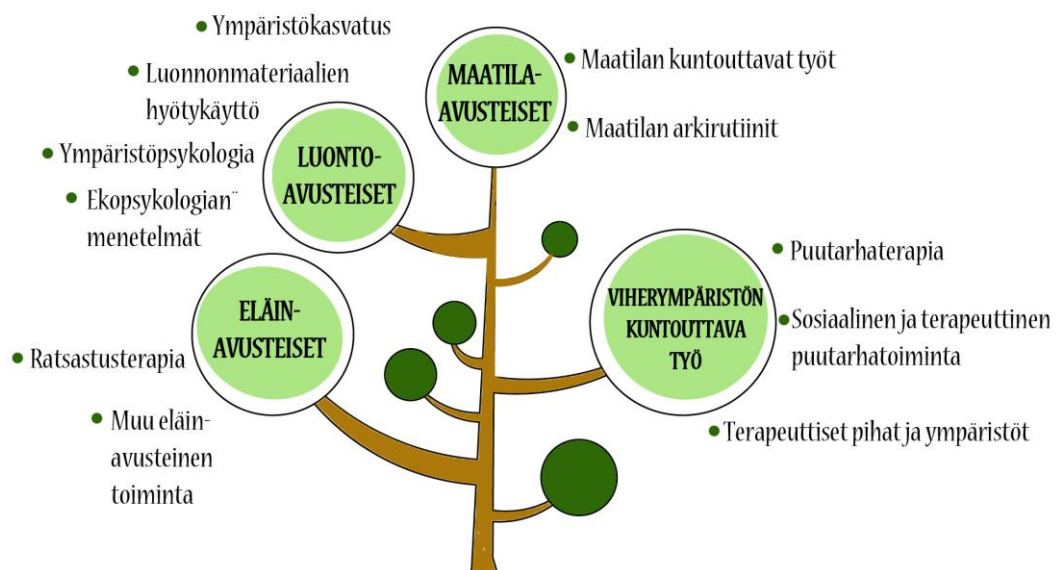 Ympäristökasvatus
Luonnonmateriaalien
hyötykäyttö
Ympäristöpsykologia
Ekopsykologian¨
menetelmät
LUONTO-
AVUSTEISET
MAATILA-
AVUSTEISET
Maatilan kuntouttavat työt
Maatilan arkirutiinit
ELÄIN-
AVUSTEISET
Ratsastusterapia
Muu eläin-
avusteinen
toiminta
VIHERYMPÄRISTÖN
KUNTOUTTAVA
TYÖ
Puutarhaterapia
Sosiaalinen ja terapeuttinen
puutarhatoiminta
Terapeuttiset pihat ja ympäristöt